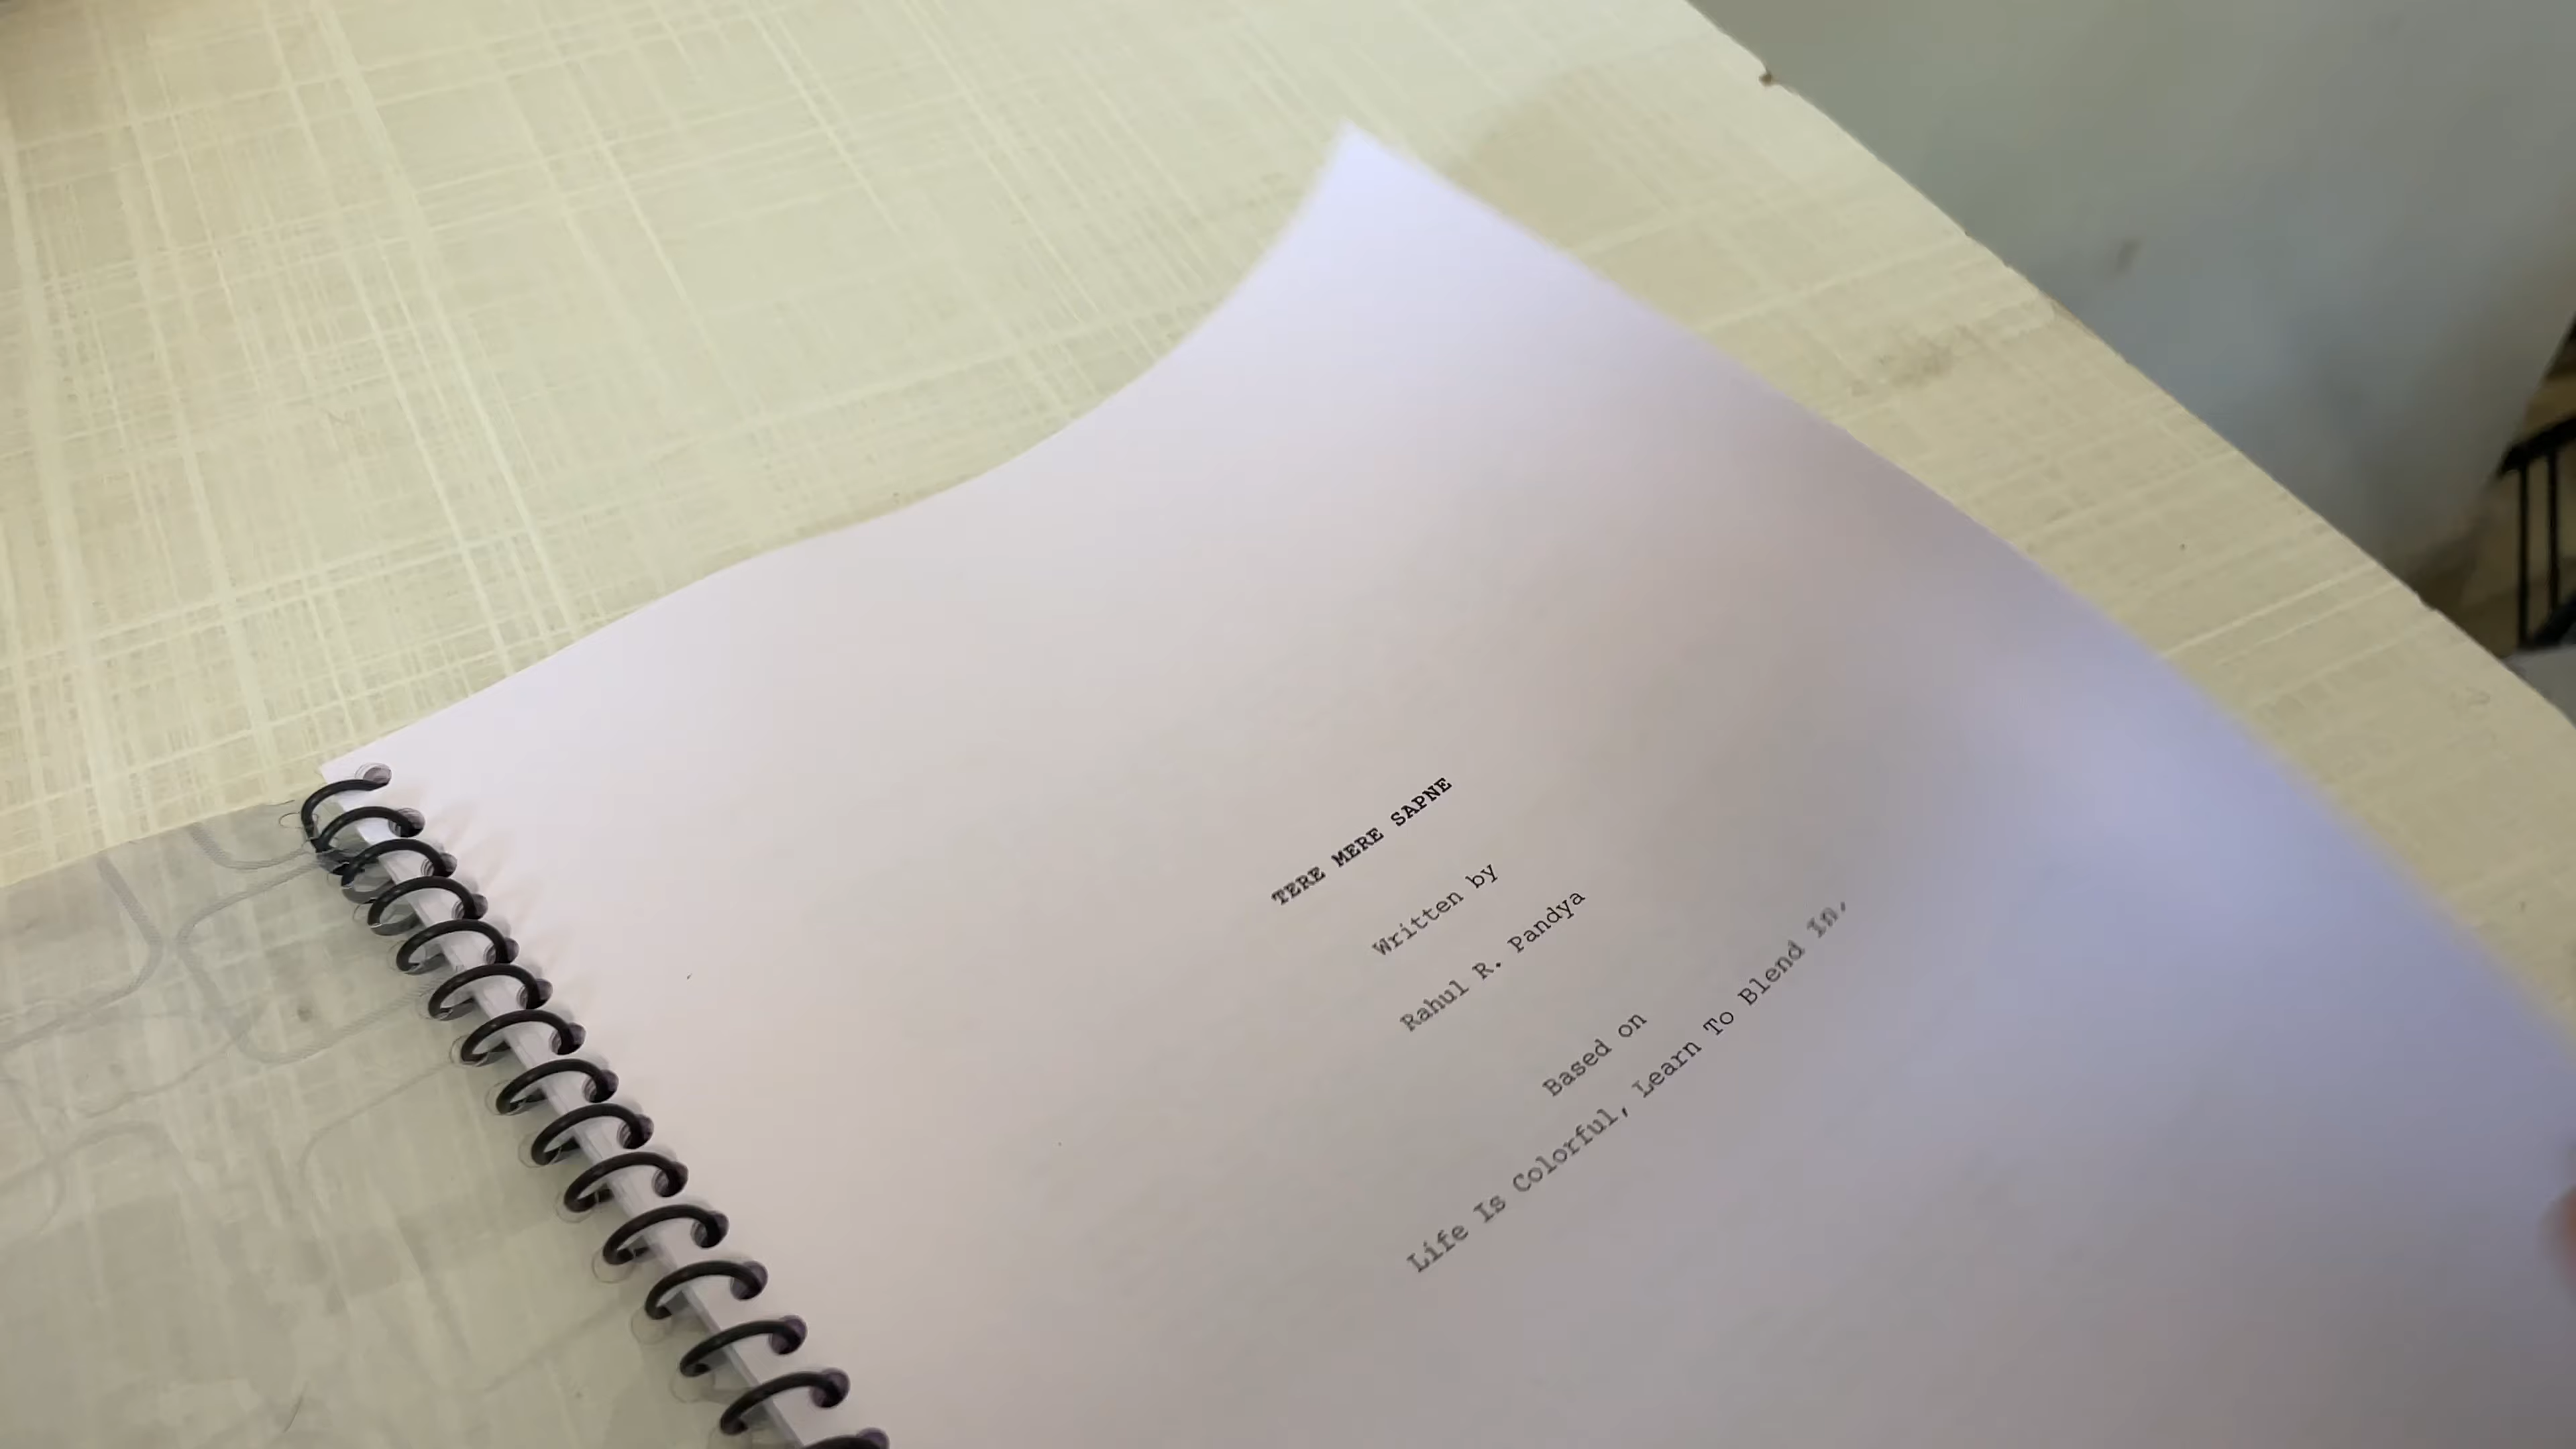 TERE MERE SAPNE
Written by
Rahul R. Pandya
Based on
Life Is Colorful, Learn To Blend In,